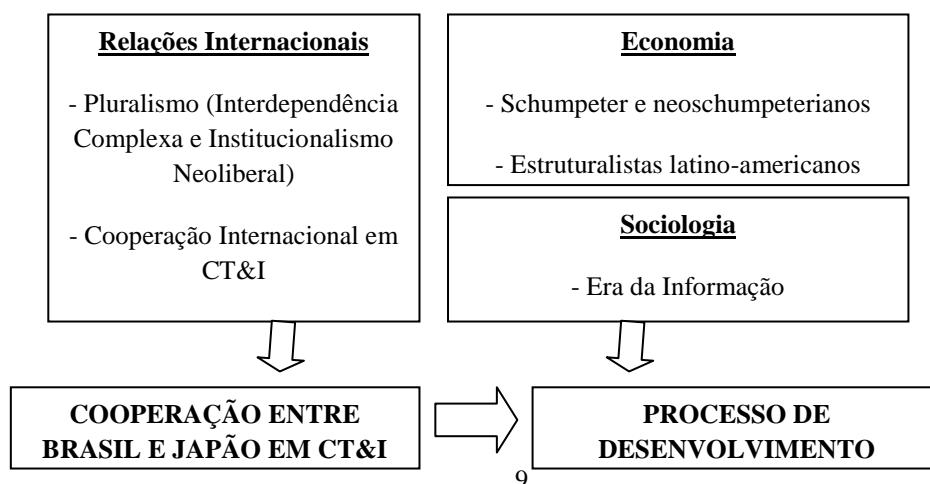 Relações Internacionais
- Pluralismo (Interdependência
Complexa e Institucionalismo
Neoliberal)
- Cooperação Internacional em
CT&I
Economia
- Schumpeter e neoschumpeterianos
- Estruturalistas latino-americanos
Sociologia
- Era da Informação
COOPERAÇÃO ENTRE
BRASIL E JAPÃO EM CT&I
PROCESSO DE
DESENVOLVIMENTO
9